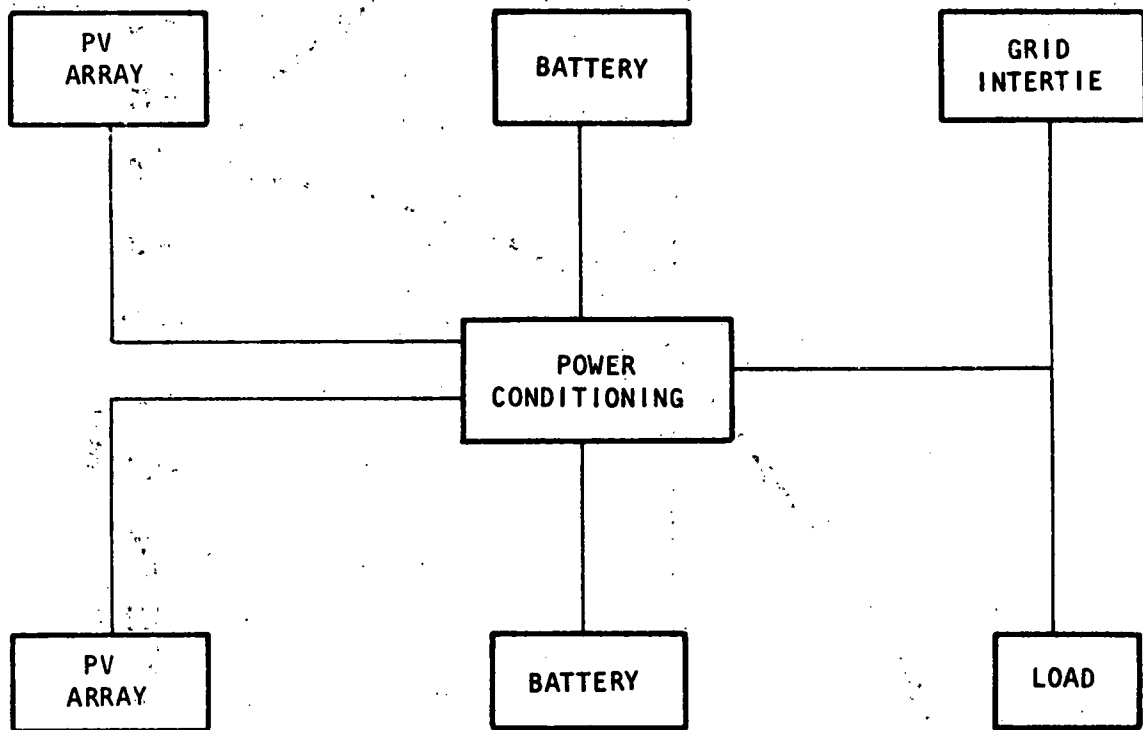 PV
ARRAY
BATTERY
GRID
INTERTIE
POWER
CONDITIONING
PV
ARRAY
BATTERY
LOAD